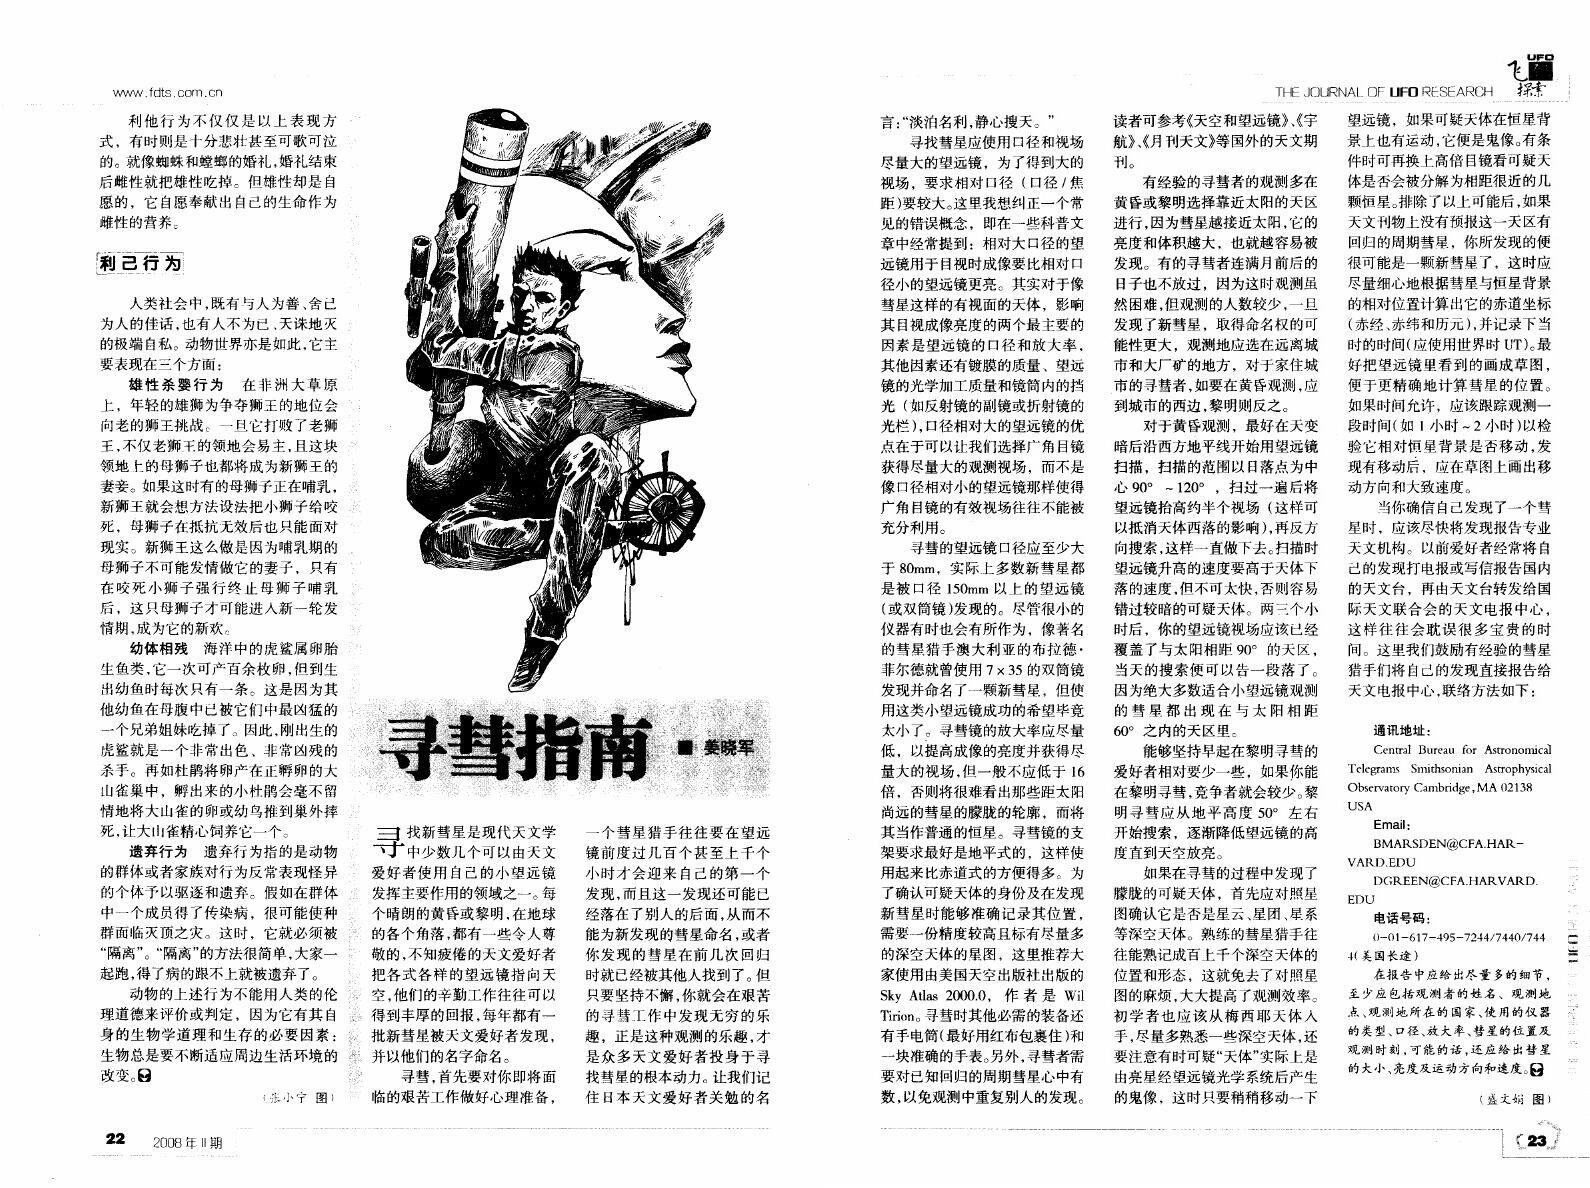 www.fdts.com.cn
利他行为不仅仅是以上表现方
式，有时则是十分悲壮甚至可歌可泣
的。就像蜘蛛和螳螂的婚礼,婚礼结束
后雌性就把雄性吃掉。但雄性却是自
愿的，它自愿奉献出自己的生命作为
雌性的营养。
利己行为
人类社会中,既有与人为善、舍己
为人的佳话,也有人不为己、天诛地灭
的极端自私。动物世界亦是如此,它主
要表现在三个方面：
雄性杀婴行为 在非洲大草原
上，年轻的雄狮为争夺狮王的地位会
向老的狮王挑战。一旦它打败了老狮
王,不仅老狮王的领地会易主,且这块
领地上的母狮子也都将成为新狮王的
妻妾。如果这时有的母狮子正在哺乳,
新狮王就会想方设法把小狮子给咬
死，母狮子在抵抗无效后也只能面对
现实。新狮王这么做是因为哺乳期的
母狮子不可能发情做它的妻子，只有
在咬死小狮子强行终止母狮子哺乳
后，这只母狮子才可能进入新一轮发
情期,成为它的新欢。
幼体相残 海洋中的虎鲨属卵胎
生鱼类,它一次可产百余枚卵,但到生
出幼鱼时每次只有一条。这是因为其
他幼鱼在母腹中已被它们中最凶猛的
一个兄弟姐妹吃掉了。因此,刚出生的
虎鲨就是一个非常出色、非常凶残的
杀手。再如杜鹃将卵产在正孵卵的大
山雀巢中，孵出来的小杜鹃会毫不留
情地将大山雀的卵或幼鸟推到巢外摔
死,让大山雀精心饲养它一个。
遗弃行为 遗弃行为指的是动物
的群体或者家族对行为反常表现怪异
的个体予以驱逐和遗弃。假如在群体
中一个成员得了传染病，很可能使种
群面临灭顶之灾。这时，它就必须被
“隔离”。“隔离”的方法很简单,大家一
起跑,得了病的跟不上就被遗弃了。
动物的上述行为不能用人类的伦
理道德来评价或判定，因为它有其自
身的生物学道理和生存的必要因素：
生物总是要不断适应周边生活环境的
改变。
（张小宁 图）
22 2008年11期
寻彗指南
■ 姜晓军
寻找新彗星是现代天文学
中少数几个可以由天文
爱好者使用自己的小望远镜
发挥主要作用的领域之一。每
个晴朗的黄昏或黎明,在地球
的各个角落,都有一些令人尊
敬的,不知疲倦的天文爱好者
把各式各样的望远镜指向天
空,他们的辛勤工作往往可以
得到丰厚的回报,每年都有一
批新彗星被天文爱好者发现，
并以他们的名字命名。
寻彗,首先要对你即将面
临的艰苦工作做好心理准备，
一个彗星猎手往往要在望远
镜前度过几百个甚至上千个
小时才会迎来自己的第一个
发现,而且这一发现还可能已
经落在了别人的后面,从而不
能为新发现的彗星命名,或者
你发现的彗星在前几次回归
时就已经被其他人找到了。但
只要坚持不懈,你就会在艰苦
的寻彗工作中发现无穷的乐
趣，正是这种观测的乐趣,才
是众多天文爱好者投身于寻
找彗星的根本动力。让我们记
住日本天文爱好者关勉的名
THE JOURNAL OF UFO RESEARCH
UFO
飞碟
探索
言：“淡泊名利,静心搜天。”
寻找彗星应使用口径和视场
尽量大的望远镜，为了得到大的
视场，要求相对口径（口径/焦
距)要较大。这里我想纠正一个常
见的错误概念，即在一些科普文
章中经常提到：相对大口径的望
远镜用于目视时成像要比相对口
径小的望远镜更亮。其实对于像
彗星这样的有视面的天体，影响
其目视成像亮度的两个最主要的
因素是望远镜的口径和放大率，
其他因素还有镀膜的质量、望远
镜的光学加工质量和镜筒内的挡
光（如反射镜的副镜或折射镜的
光栏),口径相对大的望远镜的优
点在于可以让我们选择广角目镜
获得尽量大的观测视场，而不是
像口径相对小的望远镜那样使得
广角目镜的有效视场往往不能被
充分利用。
寻彗的望远镜口径应至少大
于80mm，实际上多数新彗星都
是被口径150mm以上的望远镜
(或双筒镜)发现的。尽管很小的
仪器有时也会有所作为，像著名
的彗星猎手澳大利亚的布拉德·
菲尔德就曾使用7×35的双筒镜
发现并命名了一颗新彗星，但使
用这类小望远镜成功的希望毕竟
太小了。寻彗镜的放大率应尽量
低，以提高成像的亮度并获得尽
量大的视场,但一般不应低于16
倍，否则将很难看出那些距太阳
尚远的彗星的朦胧的轮廓，而将
其当作普通的恒星。寻彗镜的支
架要求最好是地平式的，这样使
用起来比赤道式的方便得多。为
了确认可疑天体的身份及在发现
新彗星时能够准确记录其位置，
需要一份精度较高且标有尽量多
的深空天体的星图，这里推荐大
家使用由美国天空出版社出版的
Sky Atlas 2000.0，作者是Wil
Tirion。寻彗时其他必需的装备还
有手电筒(最好用红布包裹住)和
一块准确的手表。另外,寻彗者需
要对已知回归的周期彗星心中有
数,以免观测中重复别人的发现。
读者可参考《天空和望远镜》、《宇
航》、《月刊天文》等国外的天文期
刊。
有经验的寻彗者的观测多在
黄昏或黎明选择靠近太阳的天区
进行,因为彗星越接近太阳,它的
亮度和体积越大，也就越容易被
发现。有的寻彗者连满月前后的
日子也不放过，因为这时观测虽
然困难,但观测的人数较少,一旦
发现了新彗星，取得命名权的可
能性更大，观测地应选在远离城
市和大厂矿的地方，对于家住城
市的寻彗者,如要在黄昏观测,应
到城市的西边,黎明则反之。
对于黄昏观测，最好在天变
暗后沿西方地平线开始用望远镜
扫描，扫描的范围以日落点为中
心90°～120°，扫过一遍后将
望远镜抬高约半个视场（这样可
以抵消天体西落的影响),再反方
向搜索,这样一直做下去。扫描时
望远镜升高的速度要高于天体下
落的速度,但不可太快,否则容易
错过较暗的可疑天体。两三个小
时后，你的望远镜视场应该已经
覆盖了与太阳相距90°的天区，
当天的搜索便可以告一段落了。
因为绝大多数适合小望远镜观测
的彗星都出现在与太阳相距
60°之内的天区里。
能够坚持早起在黎明寻彗的
爱好者相对要少一些，如果你能
在黎明寻彗,竞争者就会较少。黎
明寻彗应从地平高度50°左右
开始搜索，逐渐降低望远镜的高
度直到天空放亮。
如果在寻彗的过程中发现了
朦胧的可疑天体，首先应对照星
图确认它是否是星云、星团、星系
等深空天体。熟练的彗星猎手往
往能熟记成百上千个深空天体的
位置和形态，这就免去了对照星
图的麻烦,大大提高了观测效率。
初学者也应该从梅西耶天体入
手,尽量多熟悉一些深空天体,还
要注意有时可疑“天体”实际上是
由亮星经望远镜光学系统后产生
的鬼像，这时只要稍稍移动一下
望远镜，如果可疑天体在恒星背
景上也有运动,它便是鬼像。有条
件时可再换上高倍目镜看可疑天
体是否会被分解为相距很近的几
颗恒星。排除了以上可能后,如果
天文刊物上没有预报这一天区有
回归的周期彗星，你所发现的便
很可能是一颗新彗星了，这时应
尽量细心地根据彗星与恒星背景
的相对位置计算出它的赤道坐标
(赤经、赤纬和历元),并记录下当
时的时间(应使用世界时UT)。最
好把望远镜里看到的画成草图，
便于更精确地计算彗星的位置。
如果时间允许，应该跟踪观测一
段时间(如1小时～2小时)以检
验它相对恒星背景是否移动,发
现有移动后，应在草图上画出移
动方向和大致速度。
当你确信自己发现了一个彗
星时，应该尽快将发现报告专业
天文机构。以前爱好者经常将自
己的发现打电报或写信报告国内
的天文台，再由天文台转发给国
际天文联合会的天文电报中心，
这样往往会耽误很多宝贵的时
间。这里我们鼓励有经验的彗星
猎手们将自己的发现直接报告给
天文电报中心,联络方法如下：
通讯地址：
Central Bureau for Astronomical
Telegrams Smithsonian Astrophysical
Observatory Cambridge,MA 02138
USA
Email：
BMARSDEN@CFA.HAR-
VARD.EDU
DGREEN@CFA.HARVARD.
EDU
电话号码：
0-01-617-495-7244/7440/744
4(美国长途)
在报告中应给出尽量多的细节，
至少应包括观测者的姓名、观测地
点、观测地所在的国家、使用的仪器
的类型、口径、放大率、彗星的位置及
观测时刻,可能的话,还应给出彗星
的大小、亮度及运动方向和速度。
（盛文娟 图）
23